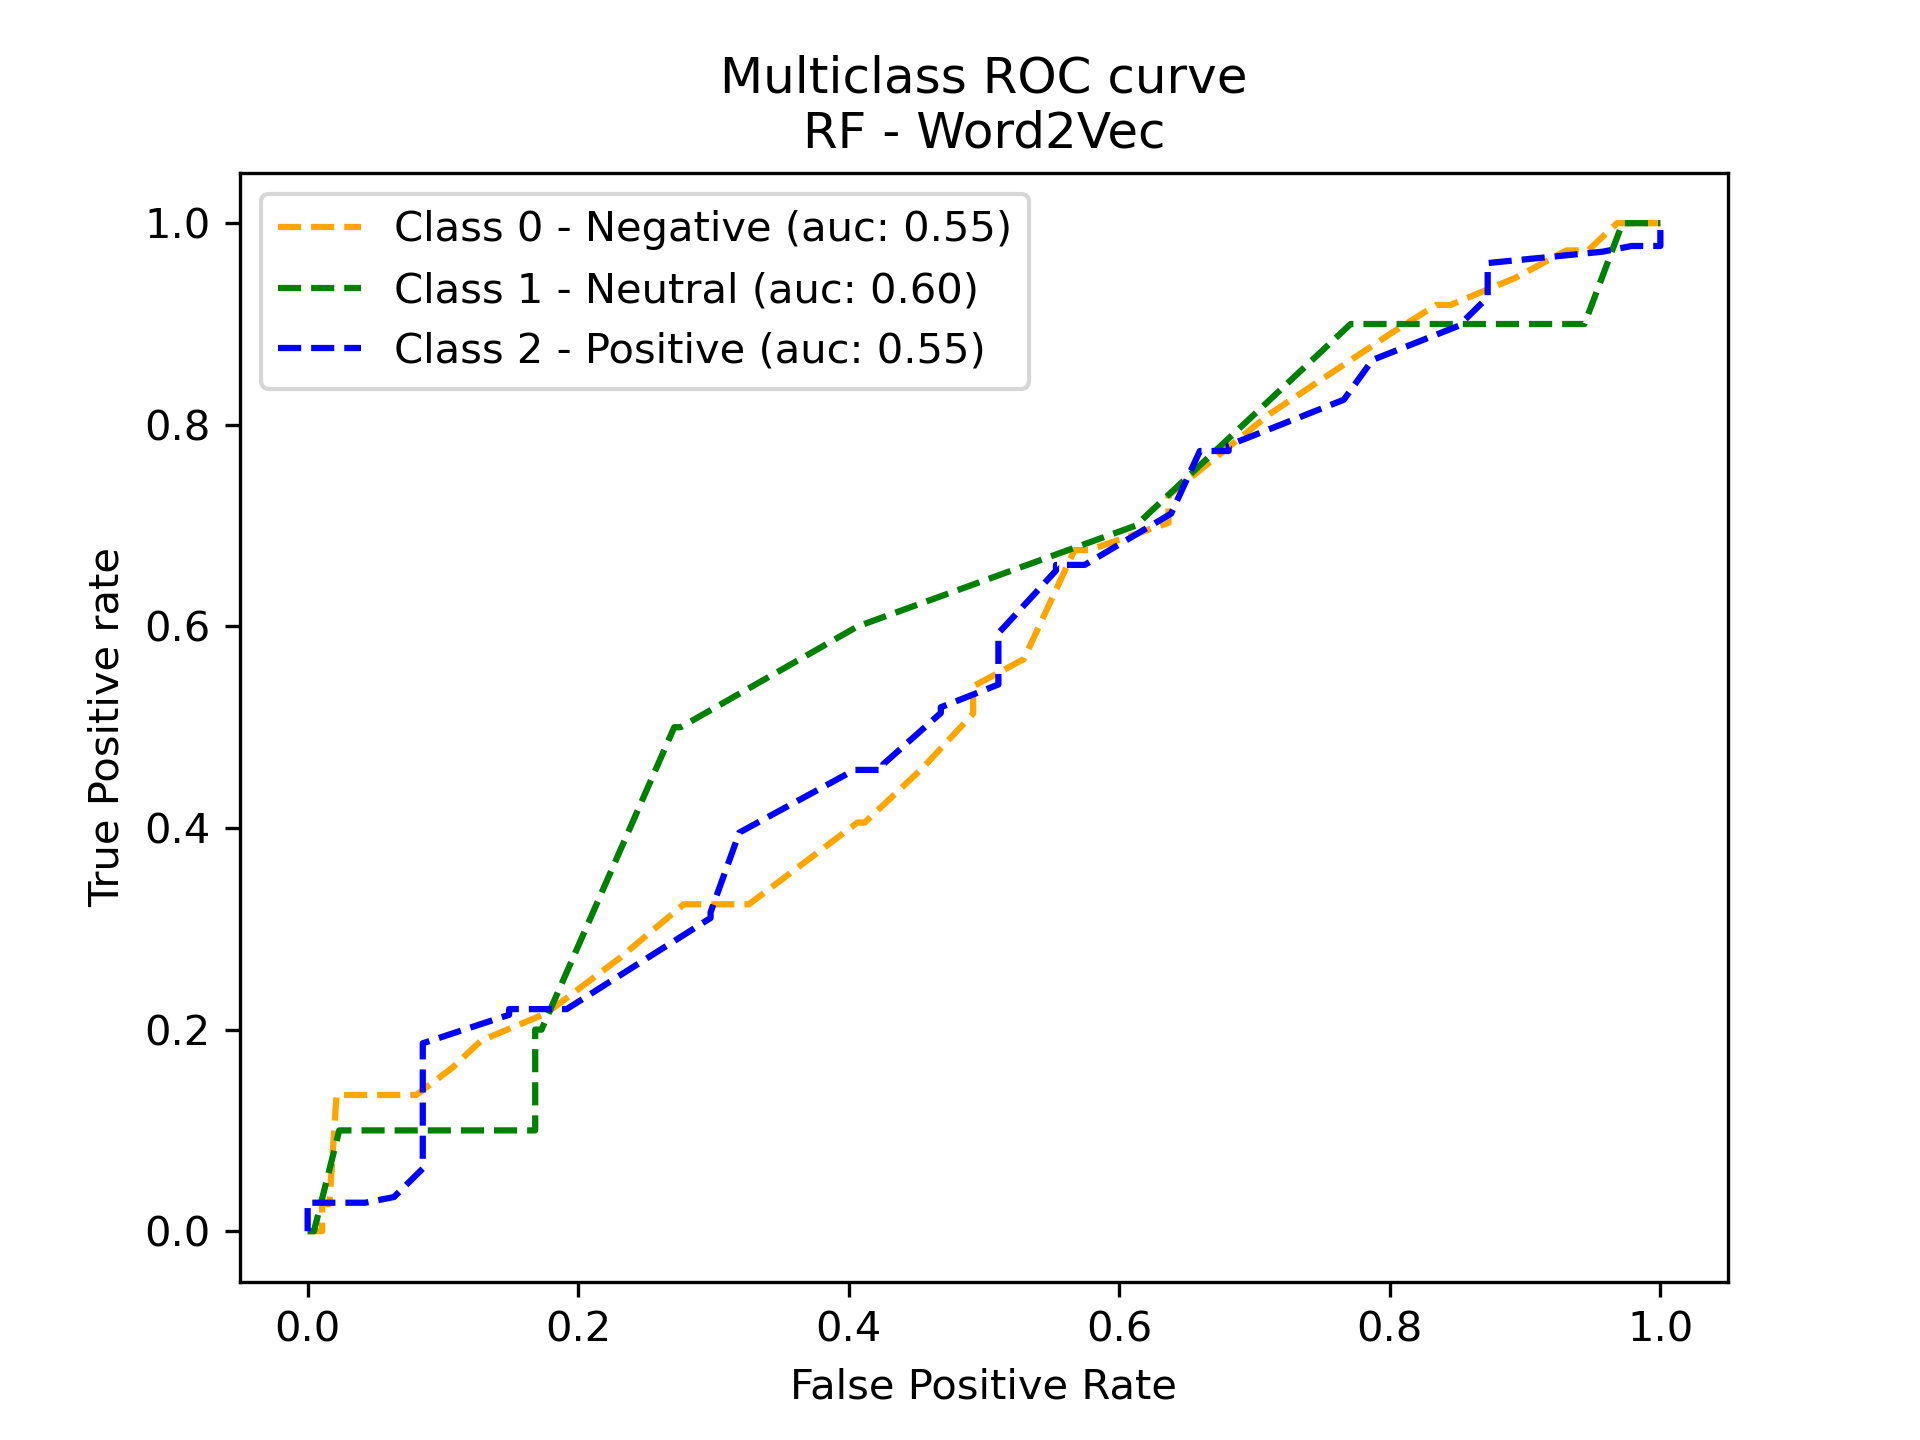 Multiclass ROC curve
RF - Word2Vec
Class 0 - Negative (auc: 0.55)
Class 1 - Neutral (auc: 0.60)
Class 2 - Positive (auc: 0.55)
True Positive rate
1.0
0.8
0.6
0.4
0.2
0.0
0.0 0.2 0.4 0.6 0.8 1.0
False Positive Rate